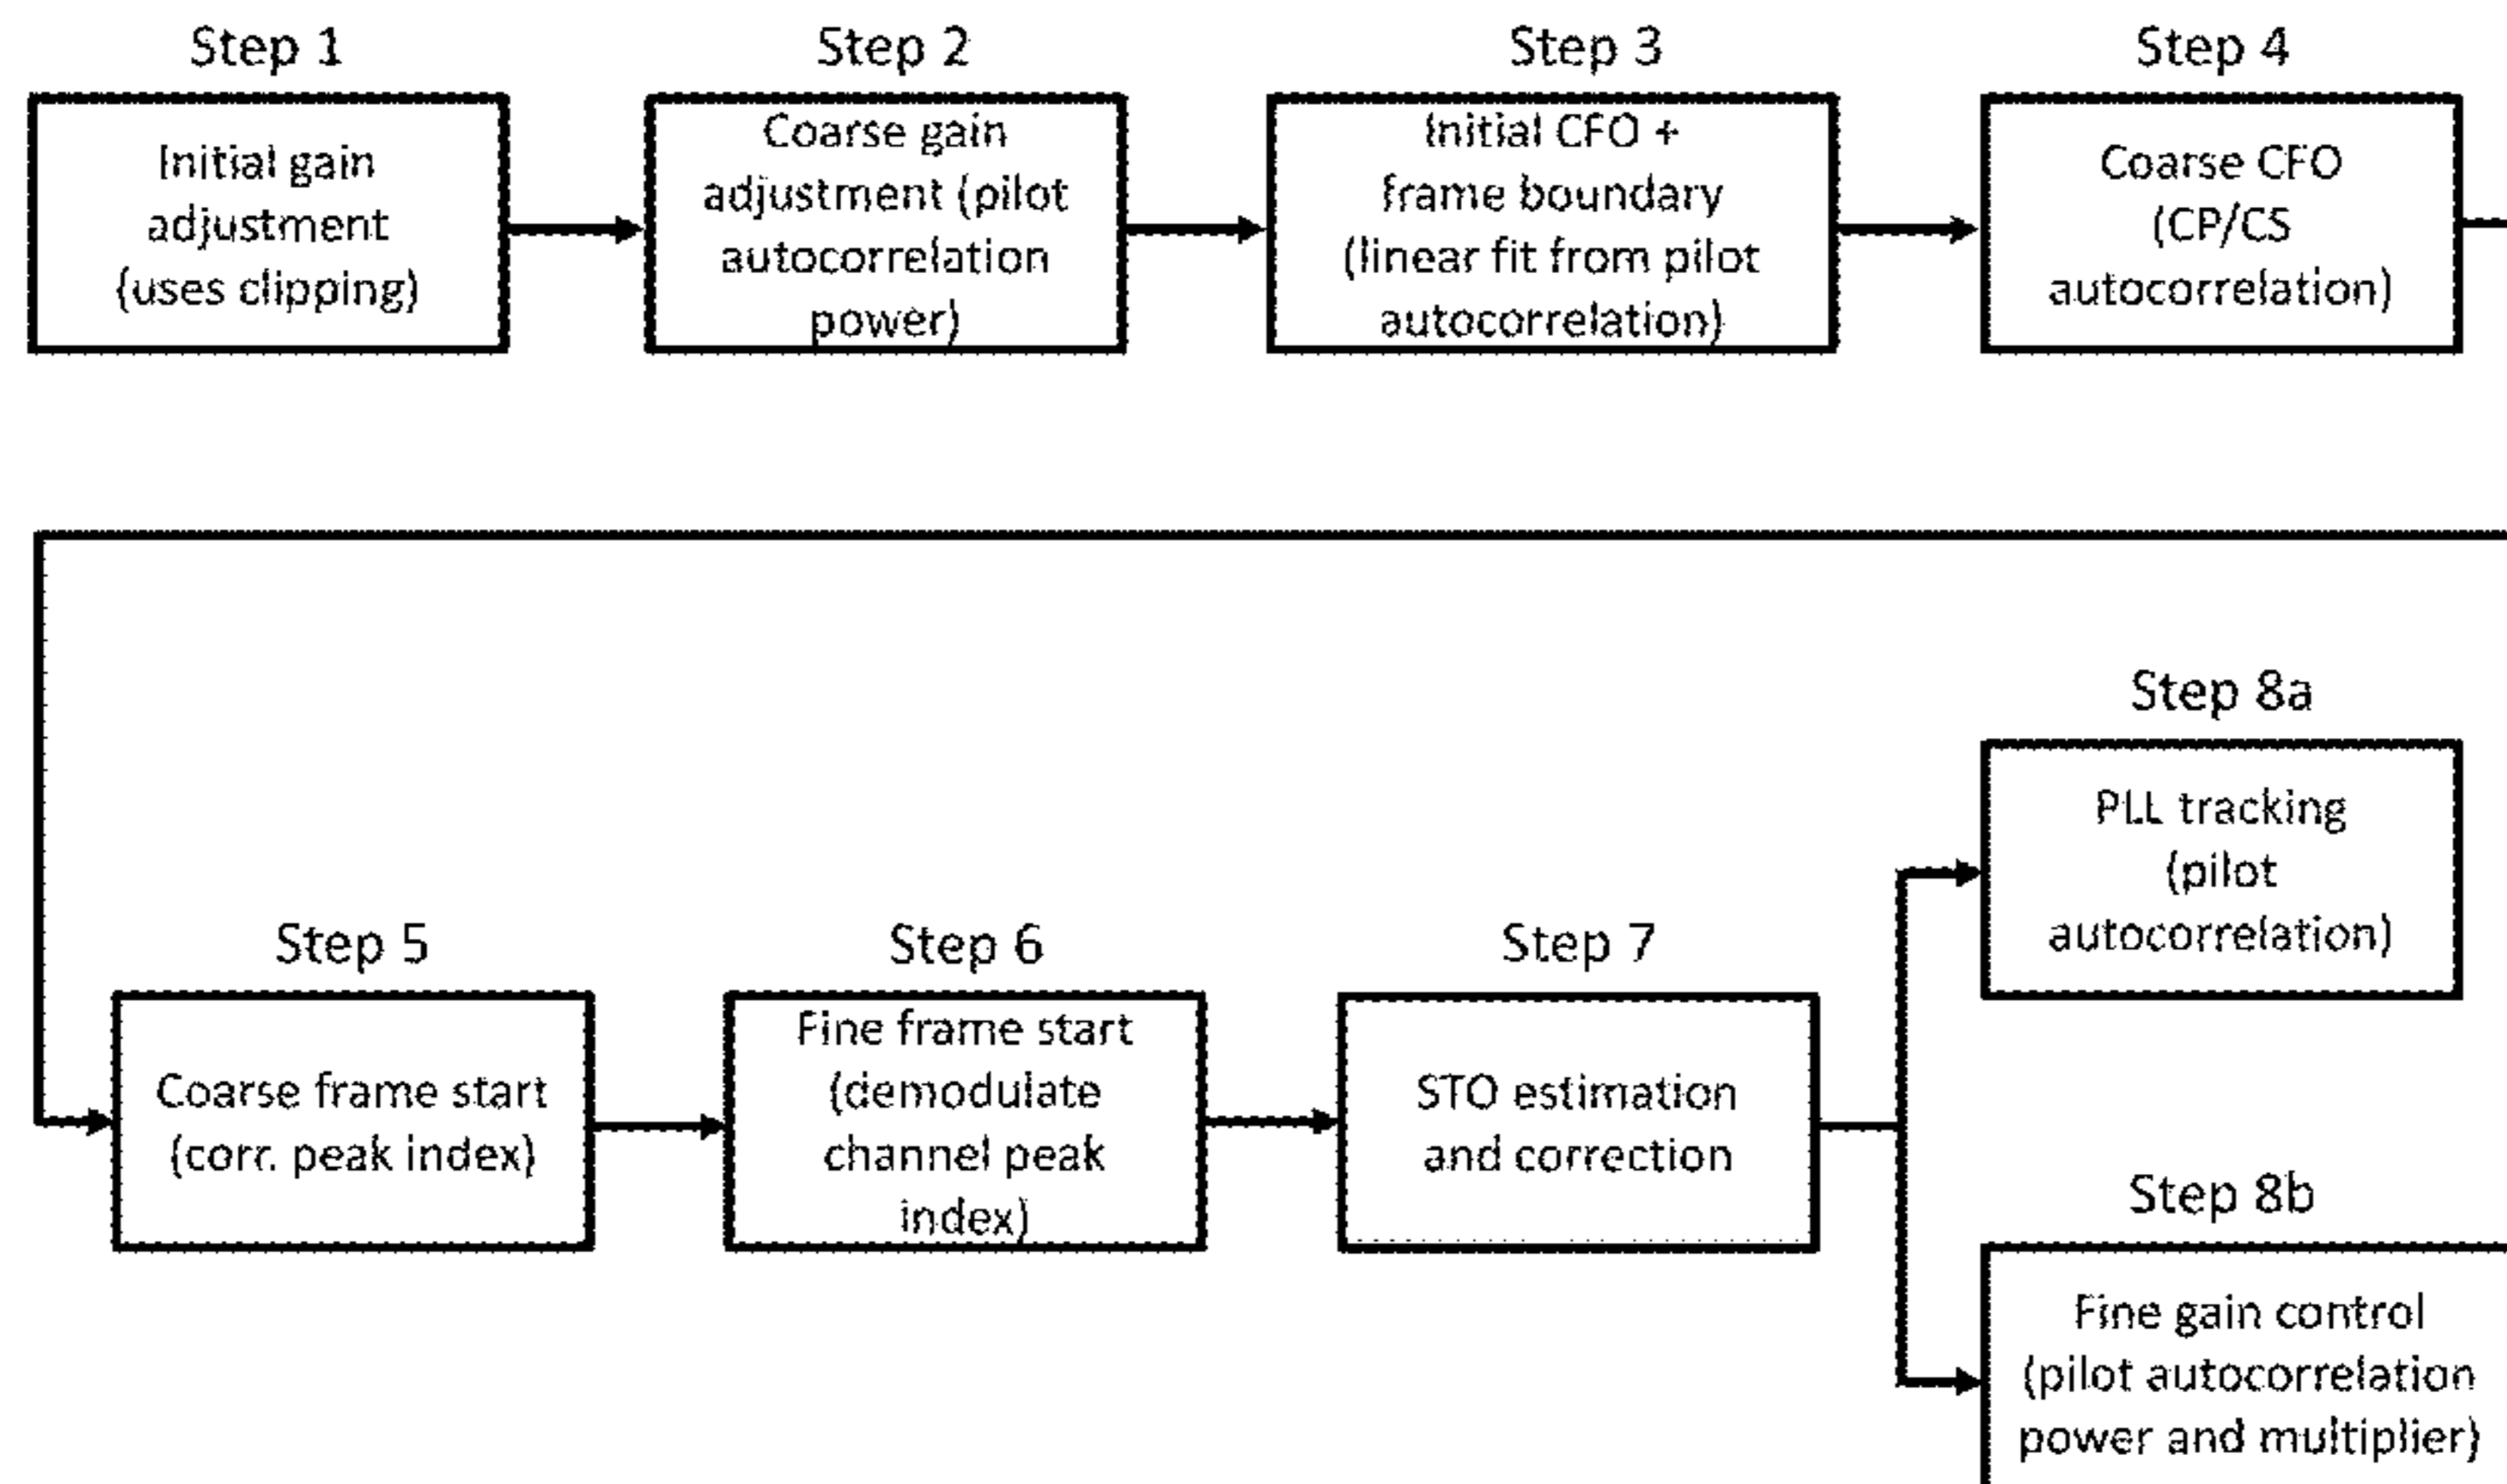 Step 1
Initial gain
adjustment
(uses clipping)
Step 2
Coarse gain
adjustment (pilot
autocorrelation
power)
Step 3
Initial CFO +
frame boundary
(linear fit from pilot
autocorrelation)
Step 4
Coarse CFO
(CP/CS
autocorrelation)
Step 5
Coarse frame start
(corr. peak index)
Step 6
Fine frame start
(demodulate
channel peak
index)
Step 7
STO estimation
and correction
Step 8a
PLL tracking
(pilot
autocorrelation)
Step 8b
Fine gain control
(pilot autocorrelation
power and multiplier)